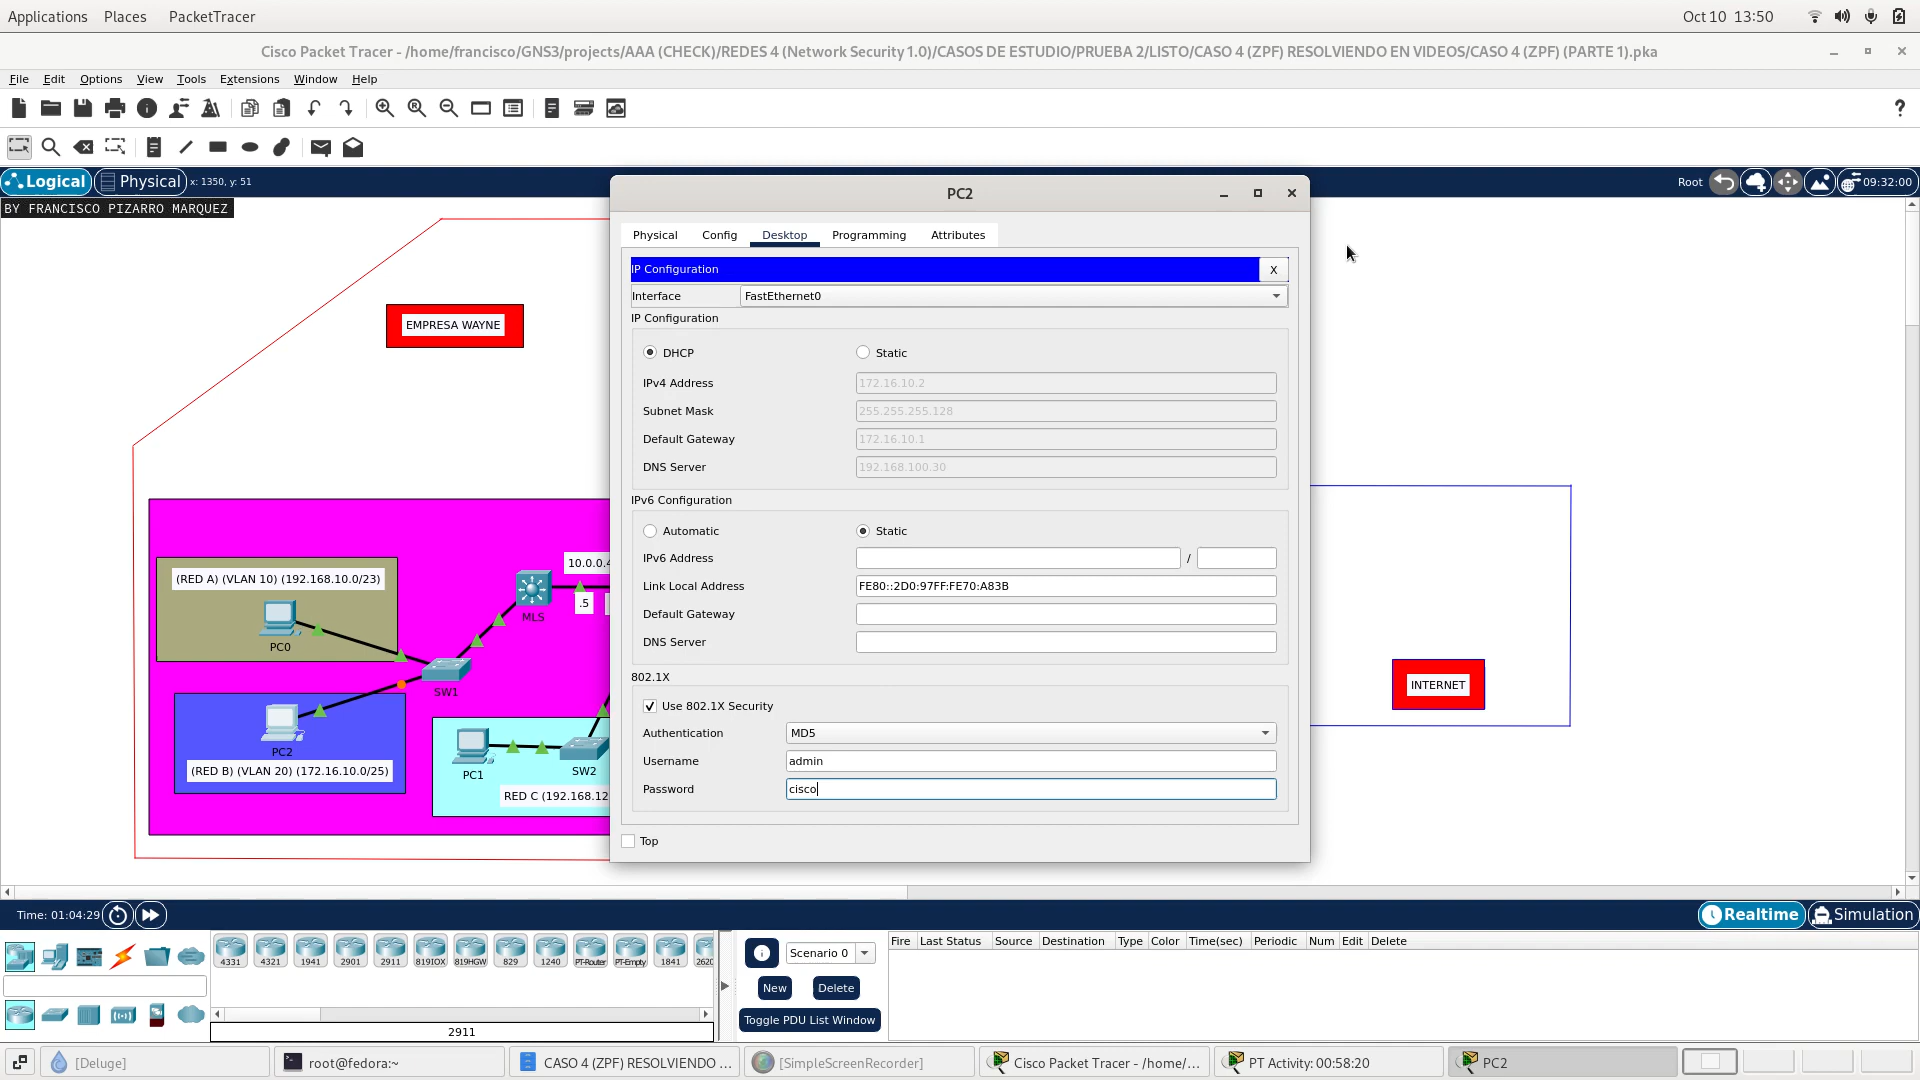 Applications Places PacketTracer Oct 10 13:50
Cisco Packet Tracer - /home/francisco/GNS3/projects/AAA (CHECK)/REDES 4 (Network Security1.0)/CASOS DE ESTUDIO/PRUEBA 2/LISTO/CASO 4 (ZPF) RESOLVIENDO EN VIDEOS/CASO 4 (ZPF) (PARTE 1).pka
File Edit Options View Tools Extensions Window Help
Logical Physical x: 1350, y: 51 Root 09:32:00
BY FRANCISCO PIZARRO MARQUEZ
EMPRESA WAYNE
(RED A) (VLAN 10) (192.168.10.0/23)
PC0
10.0.0.4
.5
MLS
SW1
PC2
(RED B) (VLAN 20) (172.16.10.0/25)
PC1
SW2
RED C (192.168.12
INTERNET
PC2
Physical Config Desktop Programming Attributes
IP Configuration X
Interface FastEthernet0
IP Configuration
DHCP Static
IPv4 Address 172.16.10.2
Subnet Mask 255.255.255.128
Default Gateway 172.16.10.1
DNS Server 192.168.100.30
IPv6 Configuration
Automatic Static
IPv6 Address /
Link Local Address FE80::2D0:97FF:FE70:A83B
Default Gateway
DNS Server
802.1X
Use 802.1X Security
Authentication MD5
Username admin
Password cisco
Top
Time: 01:04:29 Realtime Simulation
4331 4321 1941 2901 2911 819IOX 819HGW 829 1240 PT-Router PT-Empty 1841 2620
2911
Scenario 0
New Delete
Toggle PDU List Window
Fire Last Status Source Destination Type Color Time(sec) Periodic Num Edit Delete
[Deluge] root@fedora:~ CASO 4 (ZPF) RESOLVIENDO ... [SimpleScreenRecorder] Cisco Packet Tracer - /home/... PT Activity: 00:58:20 PC2